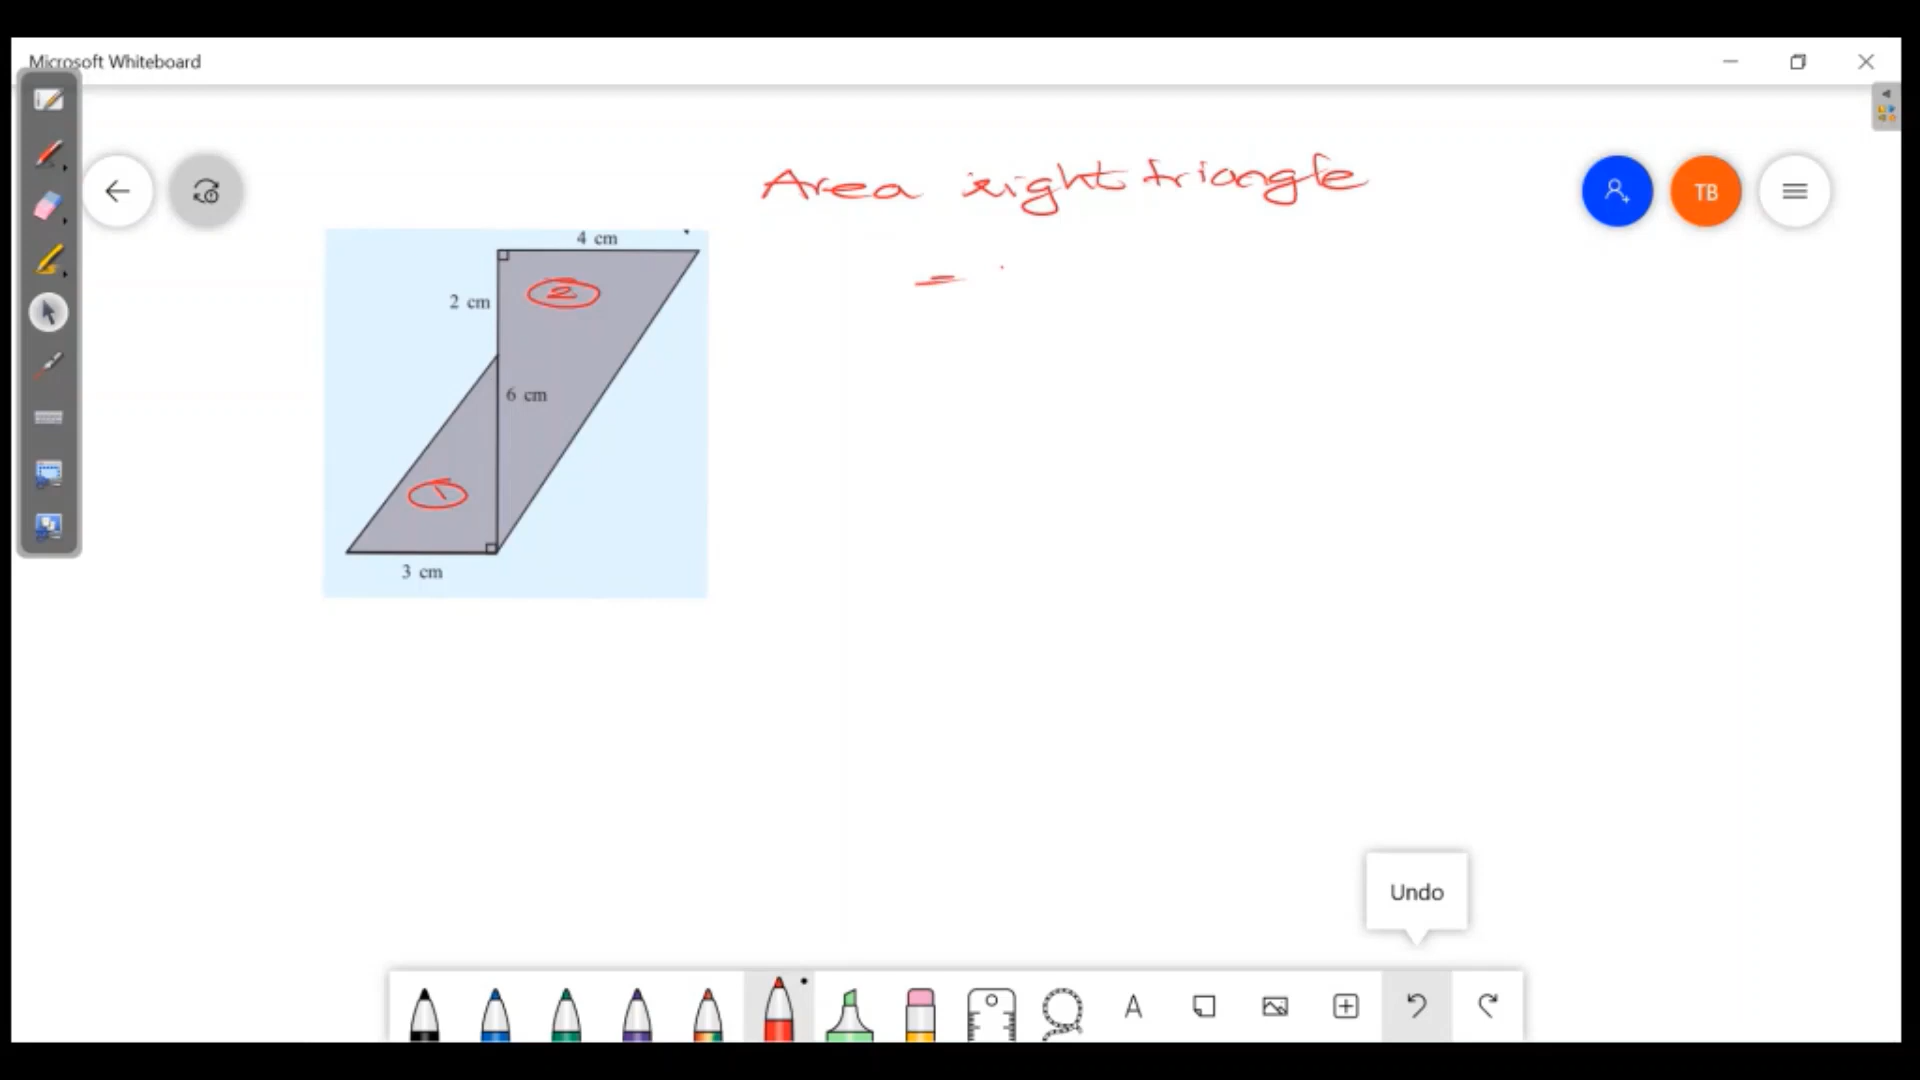 Microsoft Whiteboard
Area right triangle
=
TB
4 cm
2
2 cm
6 cm
1
3 cm
Undo
A